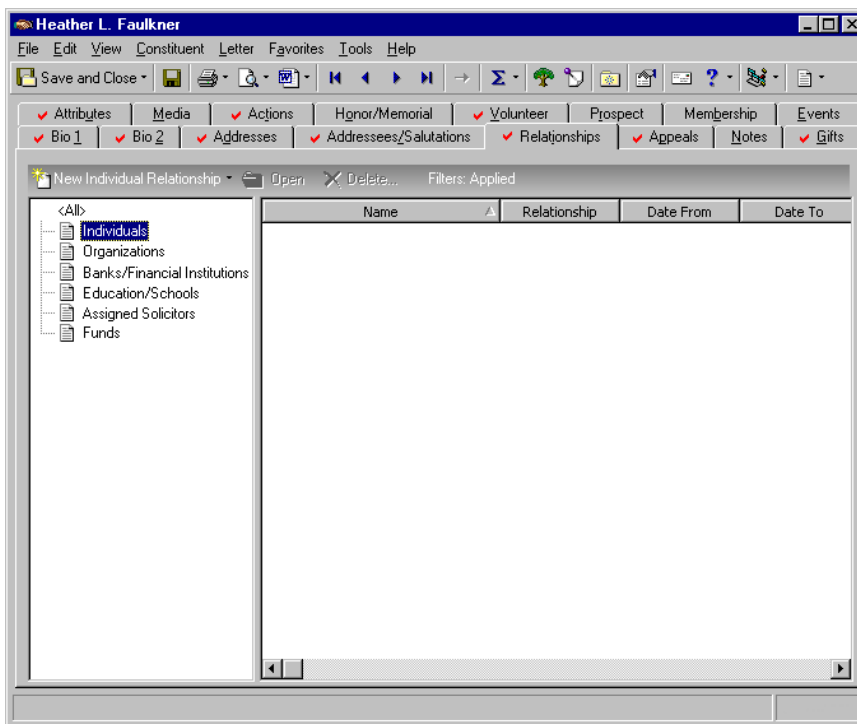 Heather L. Faulkner
File Edit View Constituent Letter Favorites Tools Help
Save and Close
Attributes Media Actions Honor/Memorial Volunteer Prospect Membership Events
Bio 1 Bio 2 Addresses Addressees/Salutations Relationships Appeals Notes Gifts
New Individual Relationship Open Delete... Filters: Applied
<All> Name Relationship Date From Date To
Individuals
Organizations
Banks/Financial Institutions
Education/Schools
Assigned Solicitors
Funds